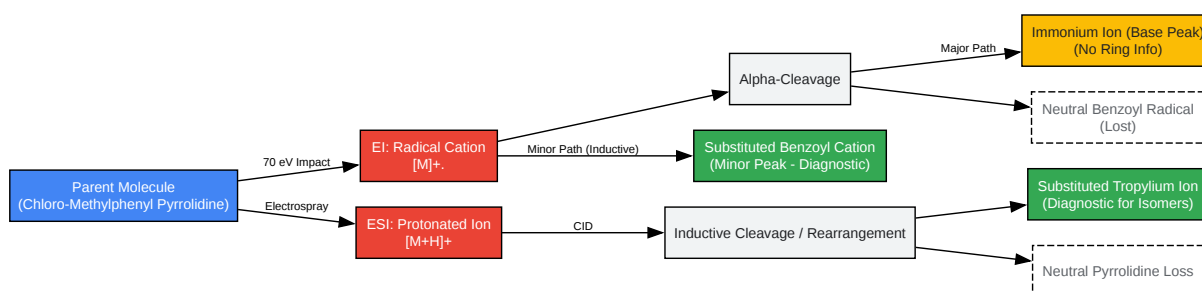 Immonium Ion (Base Peak)
(No Ring Info)
Major Path
Alpha-Cleavage
Neutral Benzoyl Radical
(Lost)
EI: Radical Cation
[M]+.
Minor Path (Inductive)
Substituted Benzoyl Cation
(Minor Peak - Diagnostic)
70 eV Impact
Parent Molecule
(Chloro-Methylphenyl Pyrrolidine)
Electrospray
Substituted Tropylium Ion
(Diagnostic for Isomers)
ESI: Protonated Ion
[M+H]+
CID
Inductive Cleavage / Rearrangement
Neutral Pyrrolidine Loss